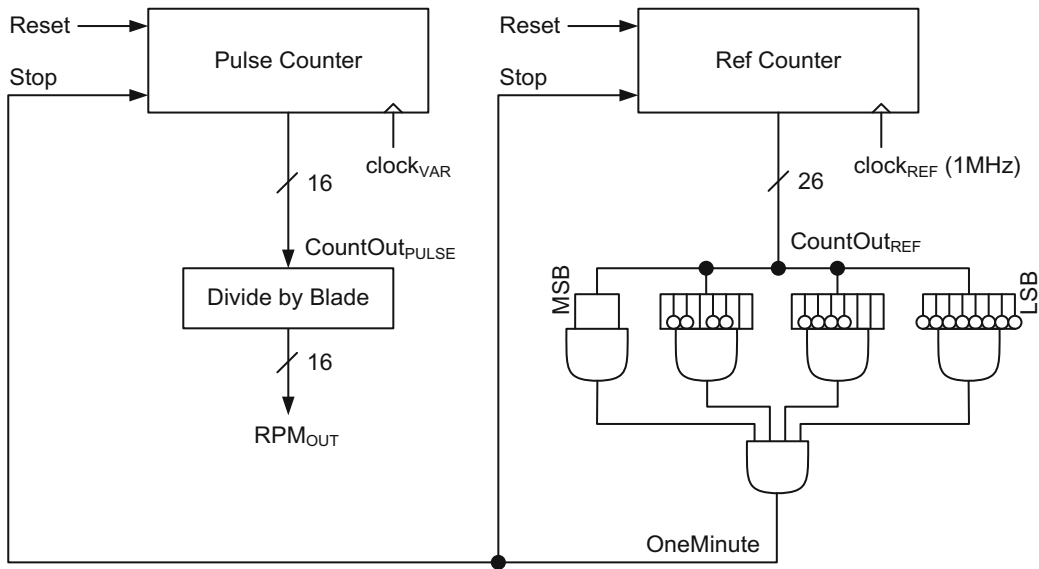 Reset
Pulse Counter
Stop
clockVAR
16
CountOutPULSE
Divide by Blade
16
RPMOUT
Reset
Ref Counter
Stop
clockREF (1MHz)
26
CountOutREF
MSB
LSB
OneMinute